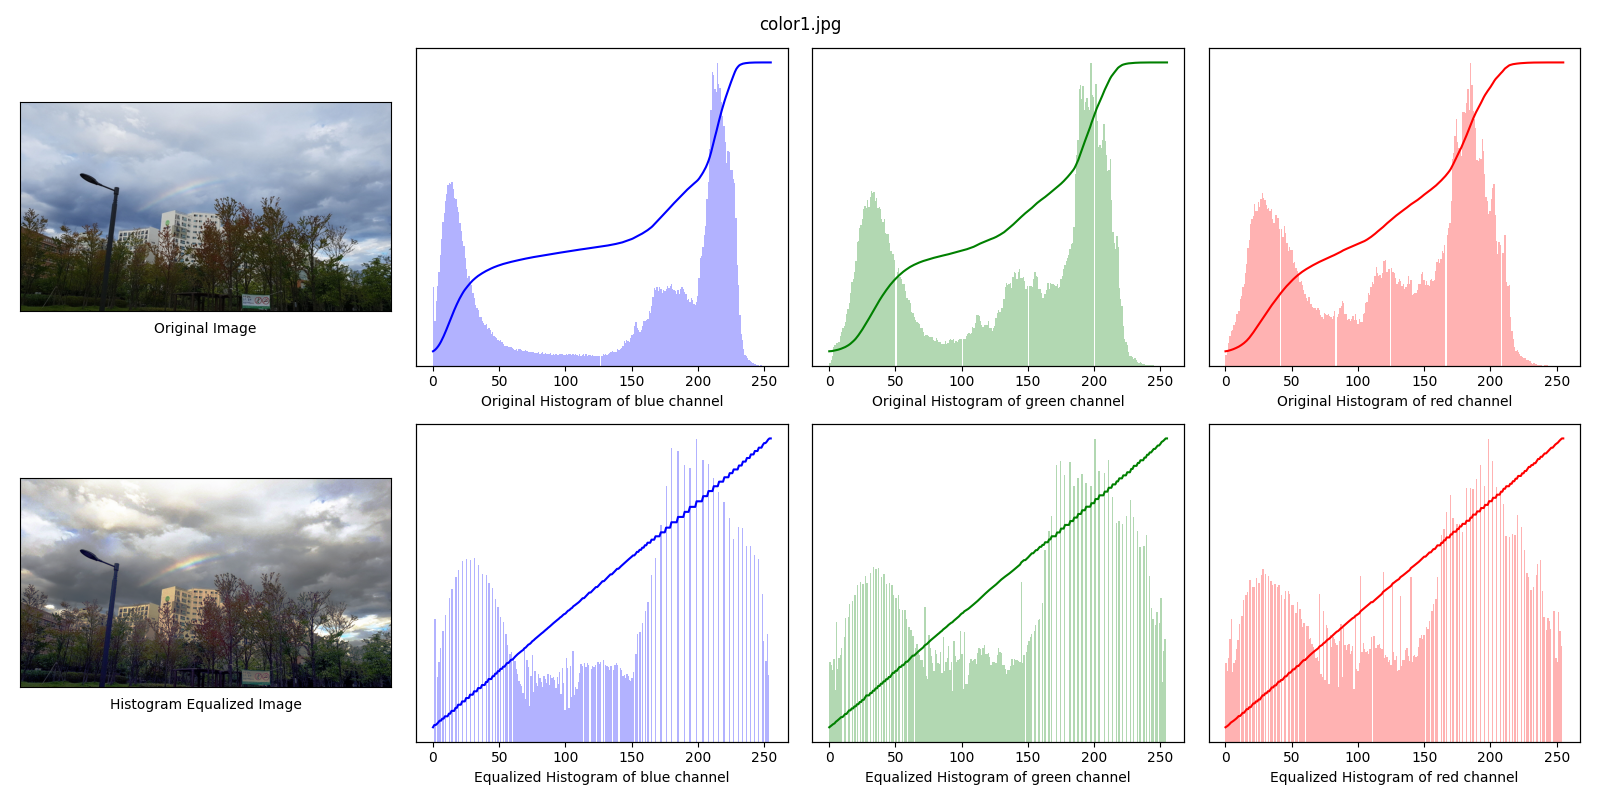 color1.jpg
Original Image
0 50 100 150 200 250
Original Histogram of blue channel
0 50 100 150 200 250
Original Histogram of green channel
0 50 100 150 200 250
Original Histogram of red channel
Histogram Equalized Image
0 50 100 150 200 250
Equalized Histogram of blue channel
0 50 100 150 200 250
Equalized Histogram of green channel
0 50 100 150 200 250
Equalized Histogram of red channel